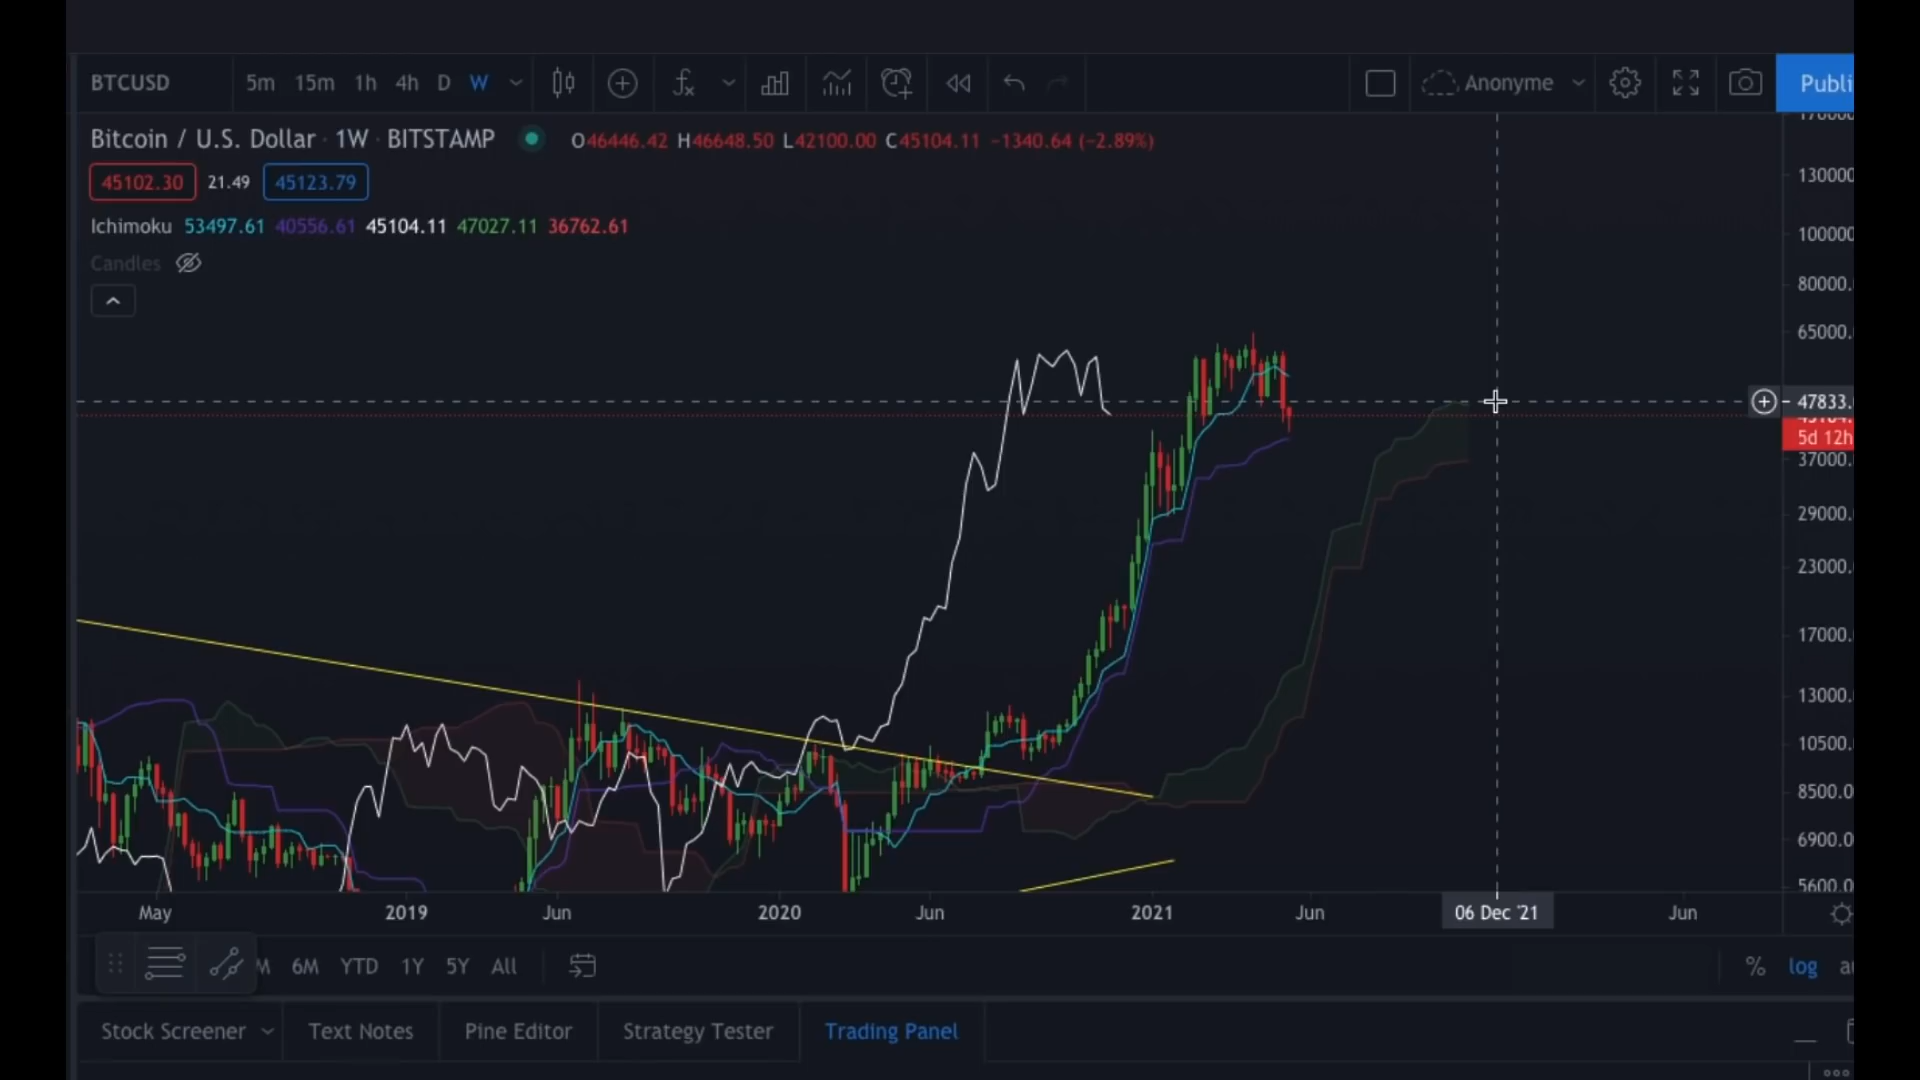 BTCUSD 5m 15m 1h 4h D W Anonyme Publi
Bitcoin / U.S. Dollar · 1W · BITSTAMP O46446.42 H46648.50 L42100.00 C45104.11 −1340.64 (−2.89%)
45102.30 21.49 45123.79
Ichimoku 53497.61 40556.61 45104.11 47027.11 36762.61
Candles
130000
100000
80000.
65000.
47833.
5d 12h
37000.
29000.
23000.
17000.
13000.
10500.
8500.0
6900.0
5600.0
May 2019 Jun 2020 Jun 2021 Jun 06 Dec '21 Jun
M 6M YTD 1Y 5Y All % log au
Stock Screener Text Notes Pine Editor Strategy Tester Trading Panel